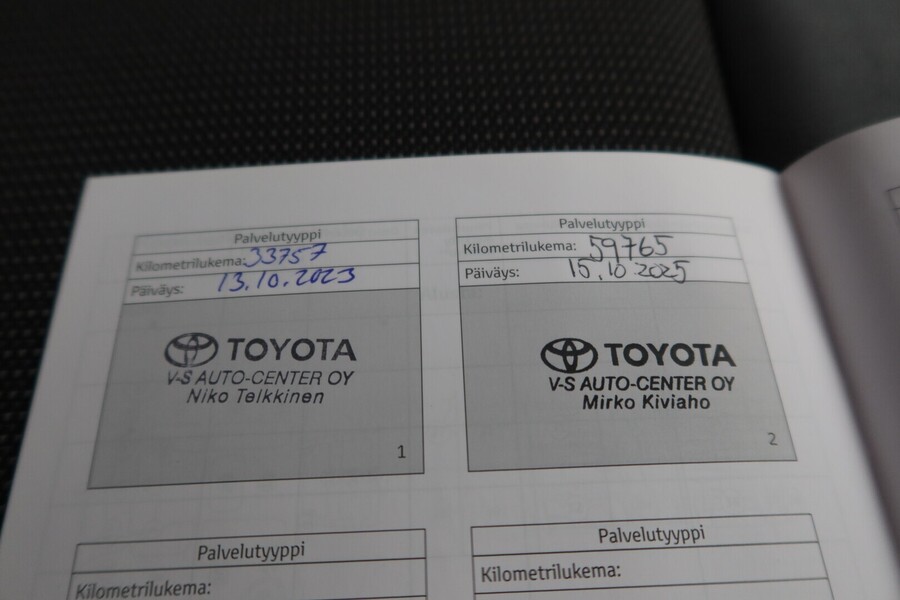 Palvelutyyppi
Kilometrilukema: 33757
Päiväys: 13.10.2023
TOYOTA
V-S AUTO-CENTER OY
Niko Telkkinen
1
Palvelutyyppi
Kilometrilukema: 59765
Päiväys: 15.10 2025
TOYOTA
V-S AUTO-CENTER OY
Mirko Kiviaho
2
Palvelutyyppi
Kilometrilukema:
Palvelutyyppi
Kilometrilukema: